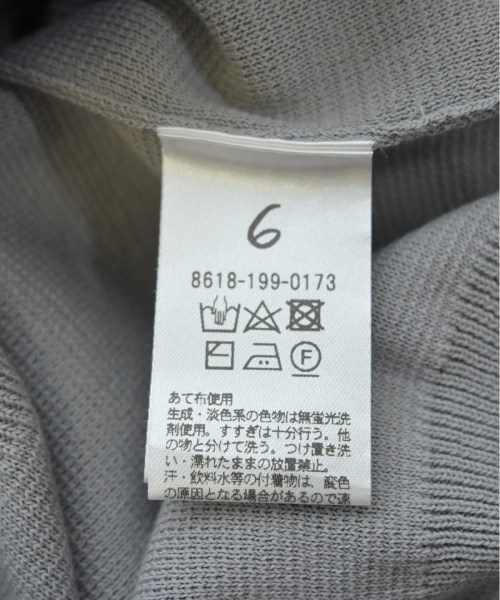 6
8618-199-0173
F
あて布使用
生成・淡色系の色物は無蛍光洗
剤使用。すすぎは十分行う。他
の物と分けて洗う。つけ置き洗
い・濡れたままの放置禁止。
汗・飲料水等の付着物は、変色
の原因となる場合があるので速